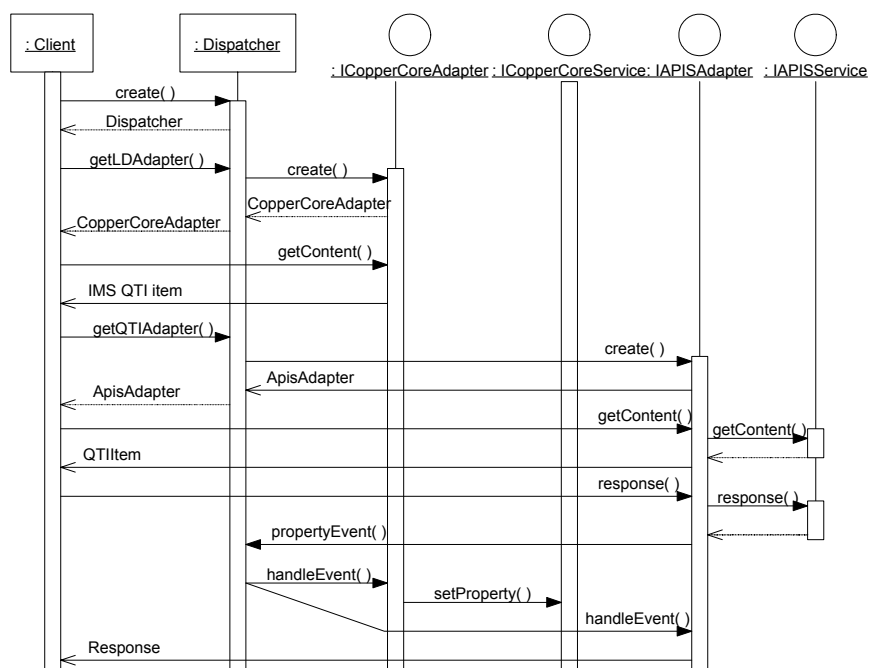 : Client
: Dispatcher
: ICopperCoreAdapter
: ICopperCoreService
: IAPISAdapter
: IAPISService
create( )
Dispatcher
getLDAdapter( )
create( )
CopperCoreAdapter
CopperCoreAdapter
getContent( )
IMS QTI item
getQTIAdapter( )
create( )
ApisAdapter
ApisAdapter
getContent( )
getContent( )
QTIItem
response( )
response( )
propertyEvent( )
handleEvent( )
setProperty( )
handleEvent( )
Response